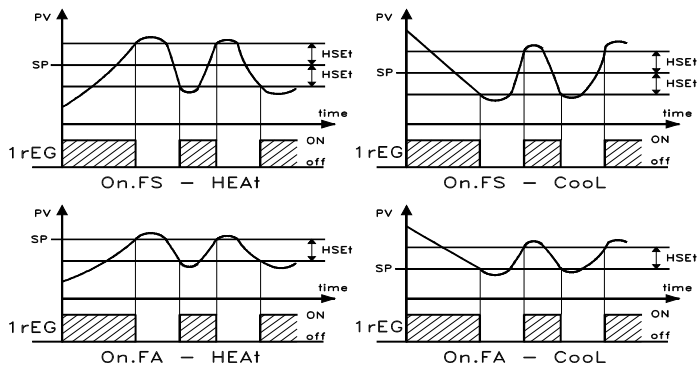 PV
HSEt
SP
HSEt
time
ON
1rEG
off
On.FS - HEAt
PV
HSEt
SP
HSEt
time
ON
1rEG
off
On.FS - CooL
PV
SP
HSEt
time
ON
1rEG
off
On.FA - HEAt
PV
HSEt
SP
time
ON
1rEG
off
On.FA - CooL